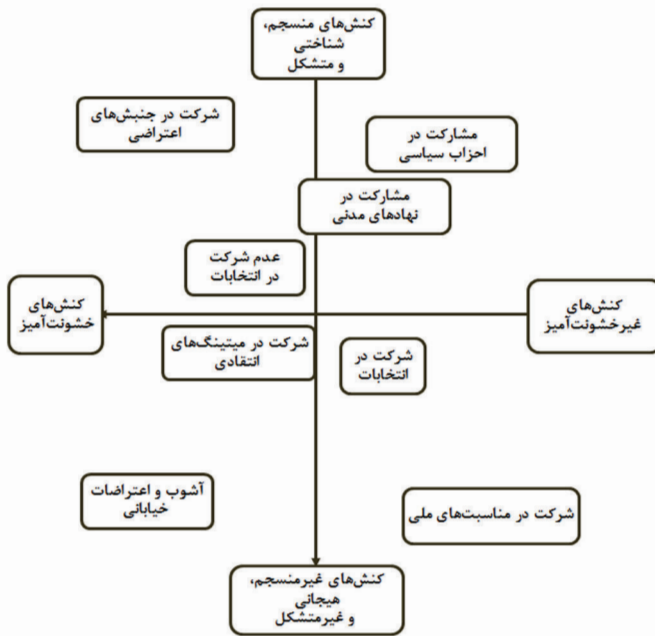 کنش‌های منسجم،
شناختی
و متشکل
شرکت در جنبش‌های
اعتراضی
مشارکت در
احزاب سیاسی
مشارکت در
نهادهای مدنی
عدم شرکت
در انتخابات
کنش‌های
غیرخشونت‌آمیز
کنش‌های
خشونت‌آمیز
شرکت در میتینگ‌های
انتقادی
شرکت در
انتخابات
آشوب و اعتراضات
خیابانی
شرکت در مناسبت‌های ملی
کنش‌های غیرمنسجم،
هیجانی
و غیرمتشکل